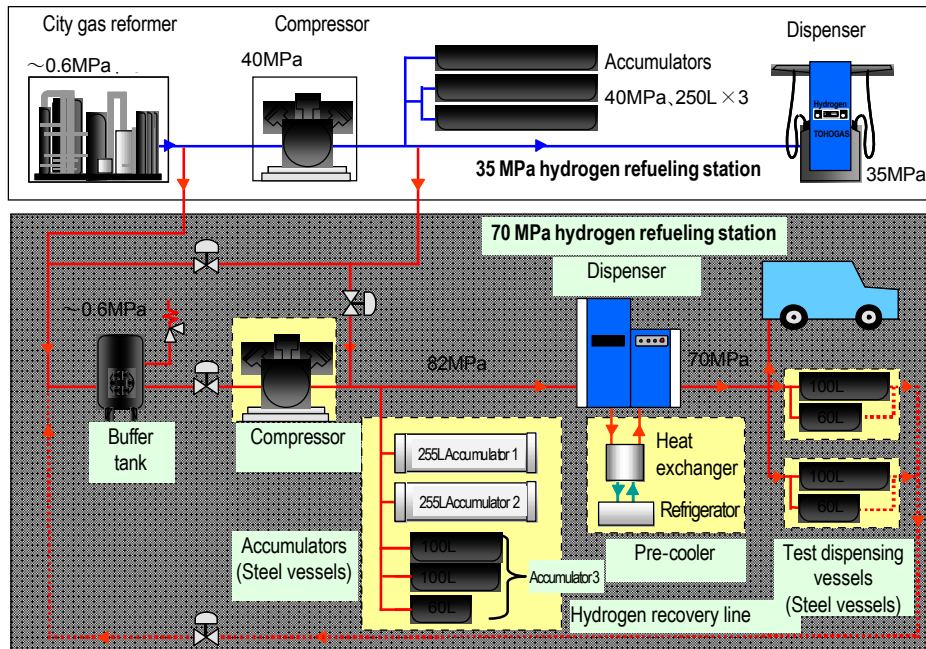 City gas reformer
Compressor
Dispenser
~0.6MPa
40MPa
Accumulators
40MPa、250L×3
Hydrogen
TOHOGAS
35 MPa hydrogen refueling station
35MPa
70 MPa hydrogen refueling station
Dispenser
~0.6MPa
82MPa
70MPa
100L
60L
Buffer
tank
Compressor
255LAccumulator 1
255LAccumulator 2
Heat
exchanger
Refrigerator
100L
60L
Accumulators
(Steel vessels)
100L
100L
60L
Accumulator3
Pre-cooler
Test dispensing
vessels
(Steel vessels)
Hydrogen recovery line